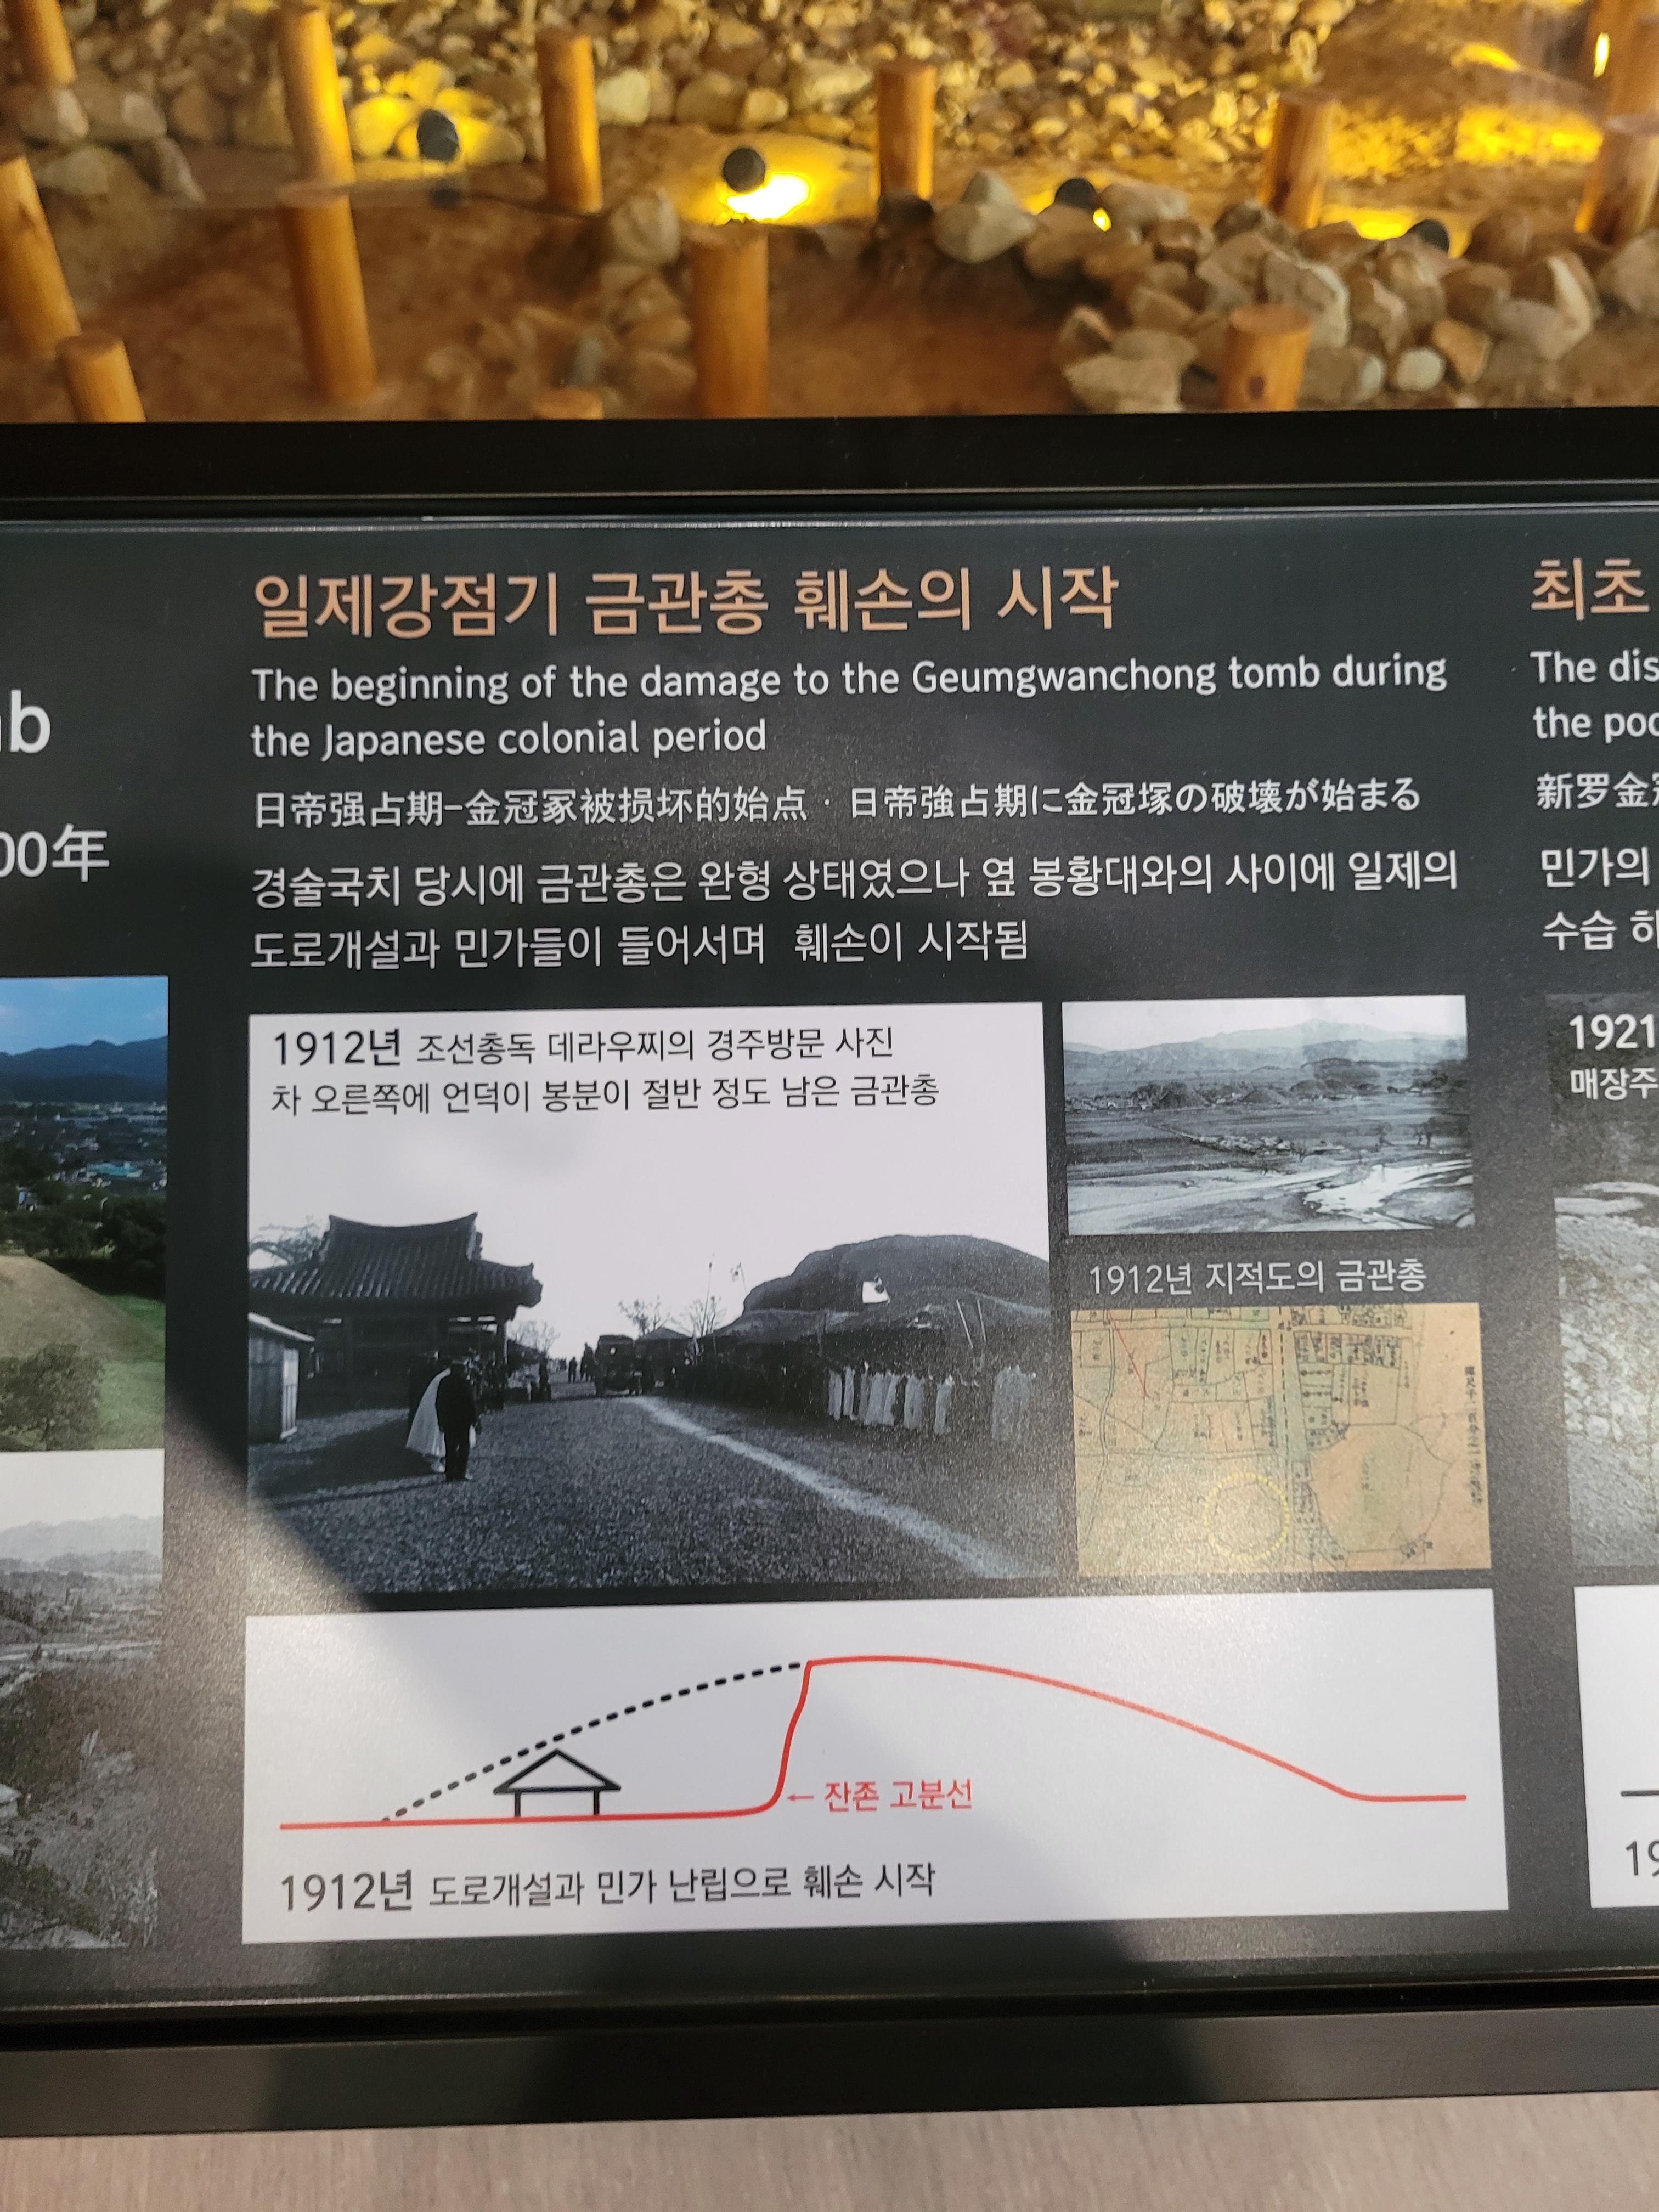 mb
00年
일제강점기 금관총 훼손의 시작
The beginning of the damage to the Geumgwanchong tomb during
the Japanese colonial period
日帝强占期-金冠冢被损坏的始点 · 日帝強占期に金冠塚の破壊が始まる
경술국치 당시에 금관총은 완형 상태였으나 옆 봉황대와의 사이에 일제의
도로개설과 민가들이 들어서며 훼손이 시작됨
1912년 조선총독 데라우찌의 경주방문 사진
차 오른쪽에 언덕이 봉분이 절반 정도 남은 금관총
1912년 지적도의 금관총
← 잔존 고분선
1912년 도로개설과 민가 난립으로 훼손 시작
최초
The dis
the poo
新罗金
민가의
수습 하
1921
매장주
19